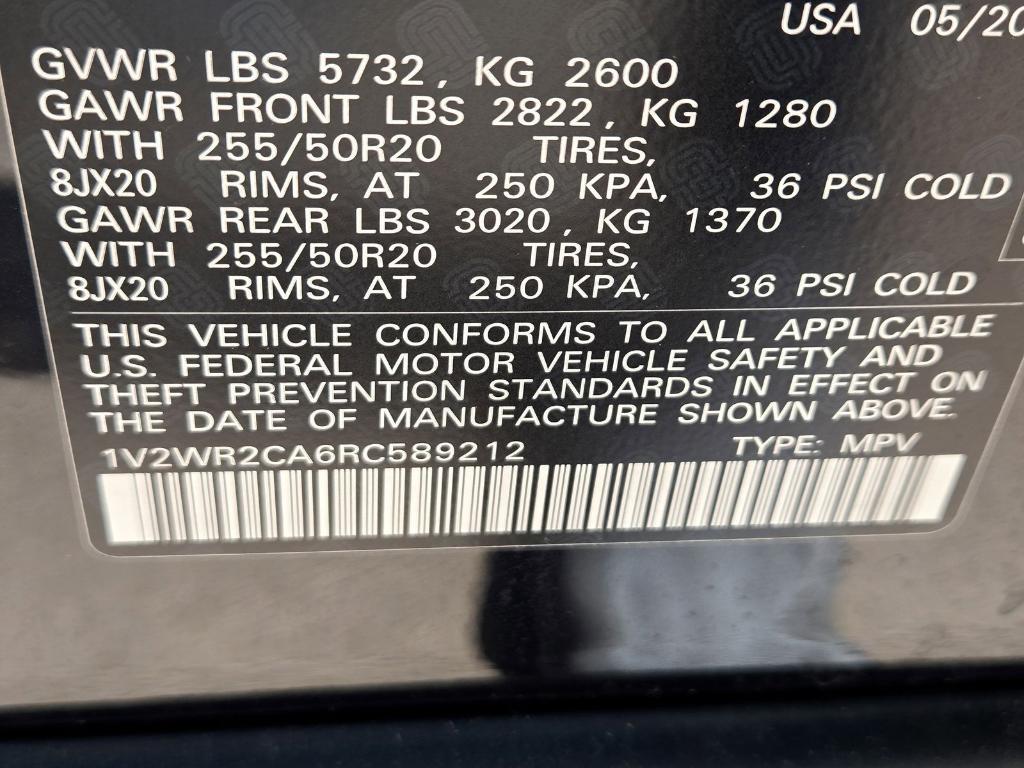 USA 05/20
GVWR LBS 5732, KG 2600
GAWR FRONT LBS 2822, KG 1280
WITH 255/50R20 TIRES,
8JX20 RIMS, AT 250 KPA, 36 PSI COLD
GAWR REAR LBS 3020, KG 1370
WITH 255/50R20 TIRES,
8JX20 RIMS, AT 250 KPA, 36 PSI COLD
THIS VEHICLE CONFORMS TO ALL APPLICABLE
U.S. FEDERAL MOTOR VEHICLE SAFETY AND
THEFT PREVENTION STANDARDS IN EFFECT ON
THE DATE OF MANUFACTURE SHOWN ABOVE.
1V2WR2CA6RC589212 TYPE: MPV